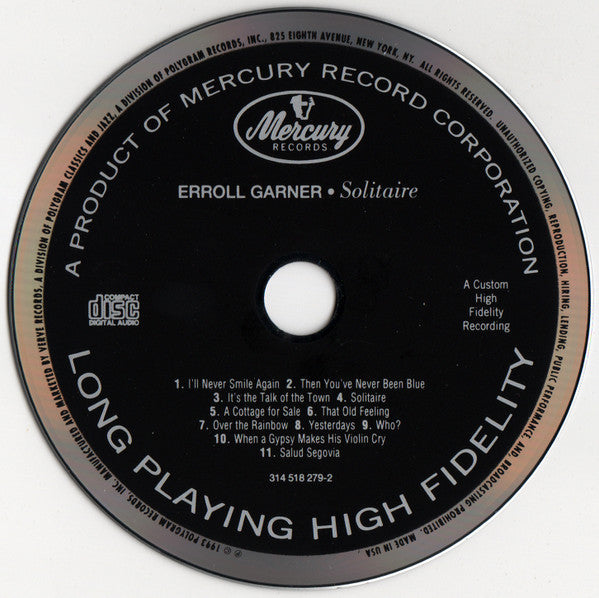 MANUFACTURED AND MARKETED BY VERVE RECORDS, A DIVISION OF POLYGRAM CLASSICS AND JAZZ, A DIVISION OF POLYGRAM RECORDS, INC., 825 EIGHTH AVENUE, NEW YORK, NY. ALL RIGHTS RESERVED. UNAUTHORIZED COPYING, REPRODUCTION, HIRING, LENDING, PUBLIC PERFORMANCE, AND BROADCASTING PROHIBITED. MADE IN USA
A PRODUCT OF MERCURY RECORD CORPORATION
Mercury
RECORDS
ERROLL GARNER • Solitaire
COMPACT
disc
DIGITAL AUDIO
A Custom
High
Fidelity
Recording
1. I'll Never Smile Again 2. Then You've Never Been Blue
3. It's the Talk of the Town 4. Solitaire
5. A Cottage for Sale 6. That Old Feeling
7. Over the Rainbow 8. Yesterdays 9. Who?
10. When a Gypsy Makes His Violin Cry
11. Salud Segovia
314 518 279-2
LONG PLAYING HIGH FIDELITY
℗ © 1993 POLYGRAM RECORDS, INC.